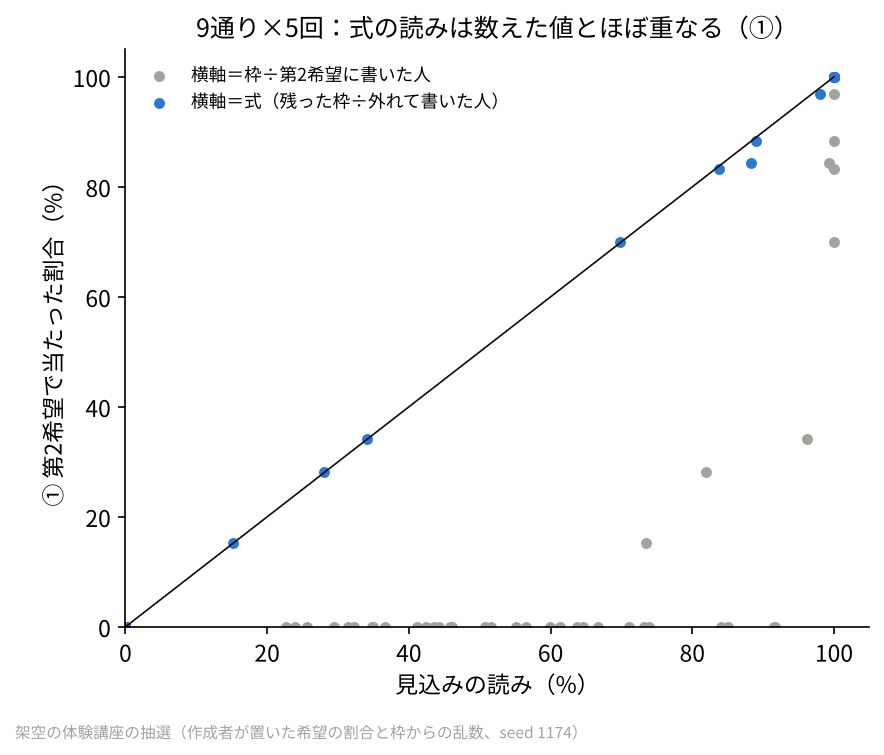 9通り×5回：式の読みは数えた値とほぼ重なる（①）
横軸＝枠÷第2希望に書いた人
横軸＝式（残った枠÷外れて書いた人）
① 第2希望で当たった割合（%）
100
80
60
40
20
0
0 20 40 60 80 100
見込みの読み（%）
架空の体験講座の抽選（作成者が置いた希望の割合と枠からの乱数、seed 1174）